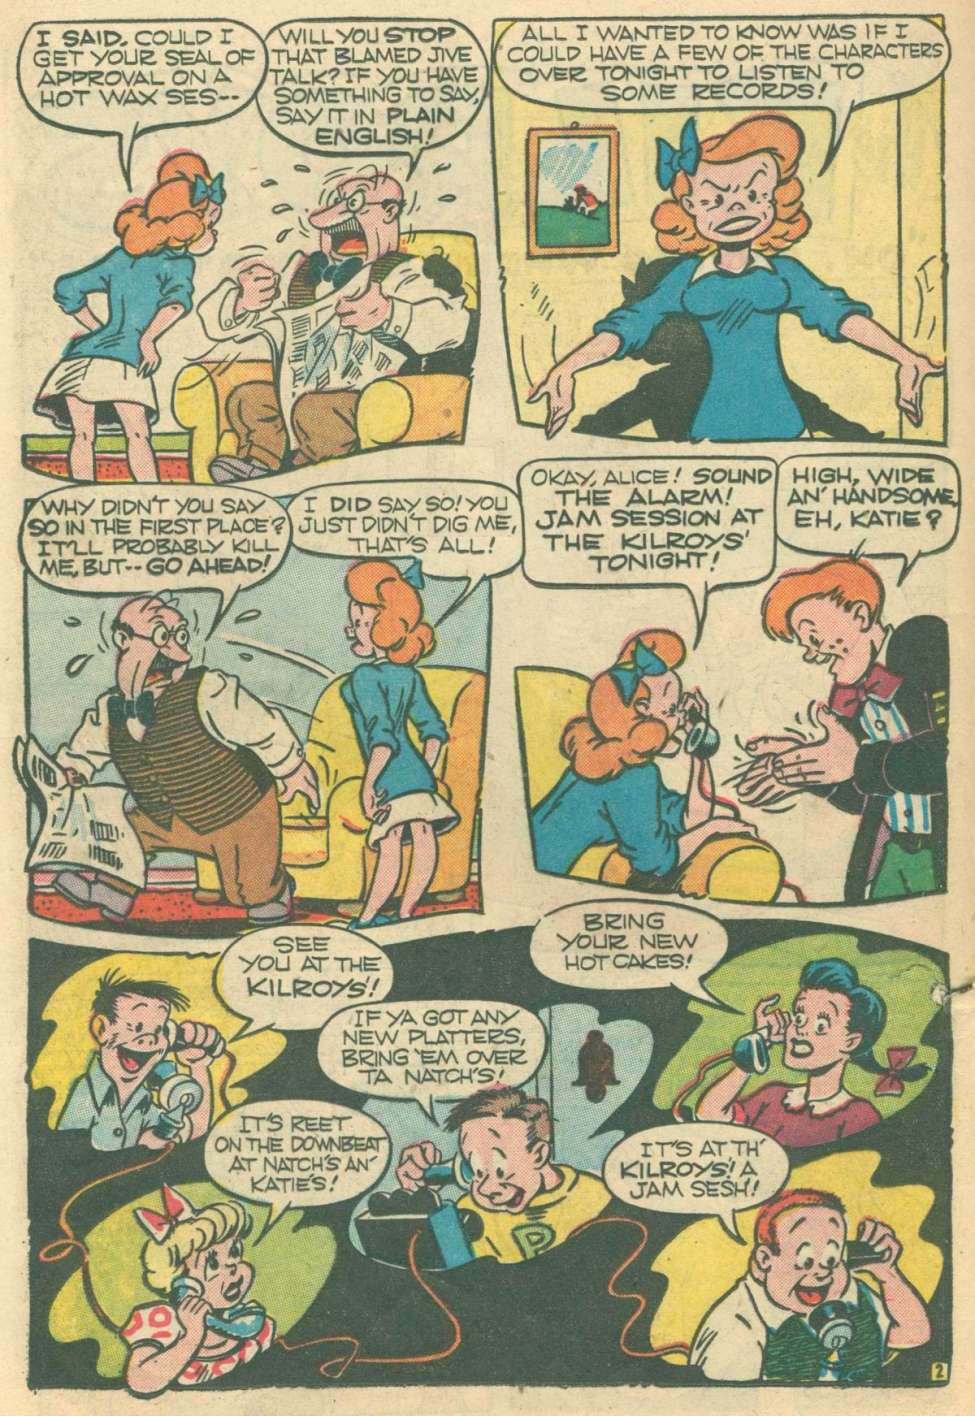 I SAID, COULD I
GET YOUR SEAL OF
APPROVAL ON A
HOT WAX SES--
WILL YOU STOP
THAT BLAMED JIVE
TALK? IF YOU HAVE
SOMETHING TO SAY,
SAY IT IN PLAIN
ENGLISH!
ALL I WANTED TO KNOW WAS IF I
COULD HAVE A FEW OF THE CHARACTERS
OVER TONIGHT TO LISTEN TO
SOME RECORDS!
WHY DIDN'T YOU SAY
SO IN THE FIRST PLACE?
IT'LL PROBABLY KILL
ME, BUT-- GO AHEAD!
I DID SAY SO! YOU
JUST DIDN'T DIG ME,
THAT'S ALL!
OKAY, ALICE! SOUND
THE ALARM!
JAM SESSION AT
THE KILROYS'
TONIGHT!
HIGH, WIDE
AN' HANDSOME,
EH, KATIE?
SEE
YOU AT THE
KILROYS'!
BRING
YOUR NEW
HOT CAKES!
IF YA GOT ANY
NEW PLATTERS,
BRING 'EM OVER
TA NATCH'S!
IT'S REET
ON THE DOWNBEAT
AT NATCH'S AN'
KATIE'S!
IT'S AT TH'
KILROYS'! A
JAM SESH!
P
2